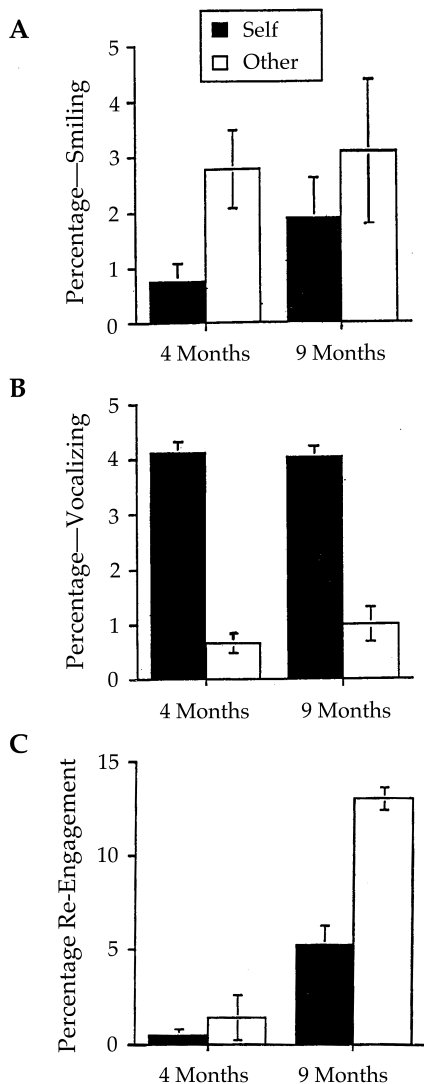 A
Self
Other
Percentage—Smiling
5
4
3
2
1
0
4 Months
9 Months
B
Percentage—Vocalizing
5
4
3
2
1
0
4 Months
9 Months
C
Percentage Re-Engagement
15
10
5
0
4 Months
9 Months